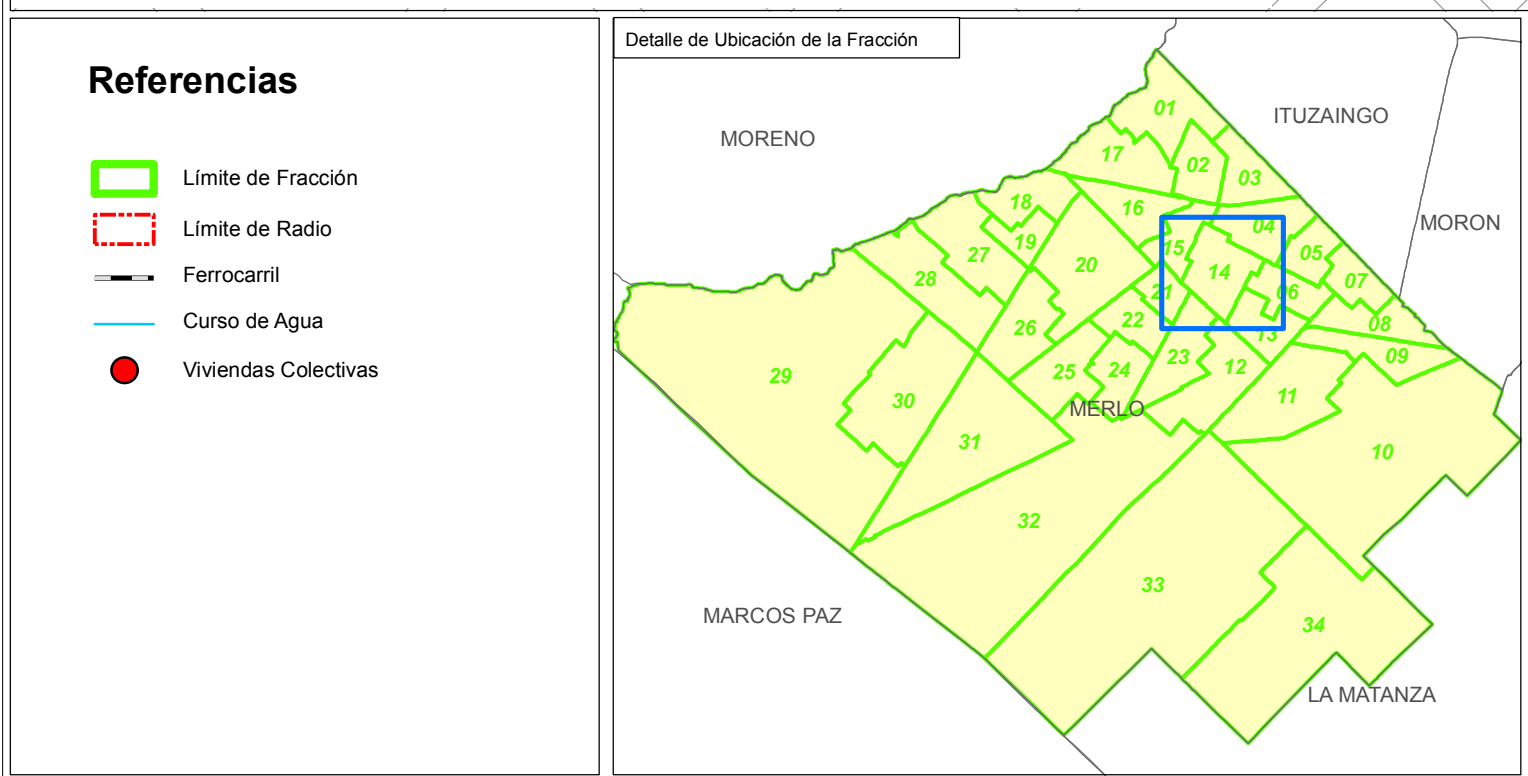 Referencias
Límite de Fracción
Límite de Radio
Ferrocarril
Curso de Agua
Viviendas Colectivas
Detalle de Ubicación de la Fracción
MORENO
ITUZAINGO
MORON
MERLO
MARCOS PAZ
LA MATANZA
01
17
02
03
18
16
04
19
15
05
27
20
14
07
28
21
06
22
08
26
13
23
09
29
25
24
12
30
11
31
10
32
33
34